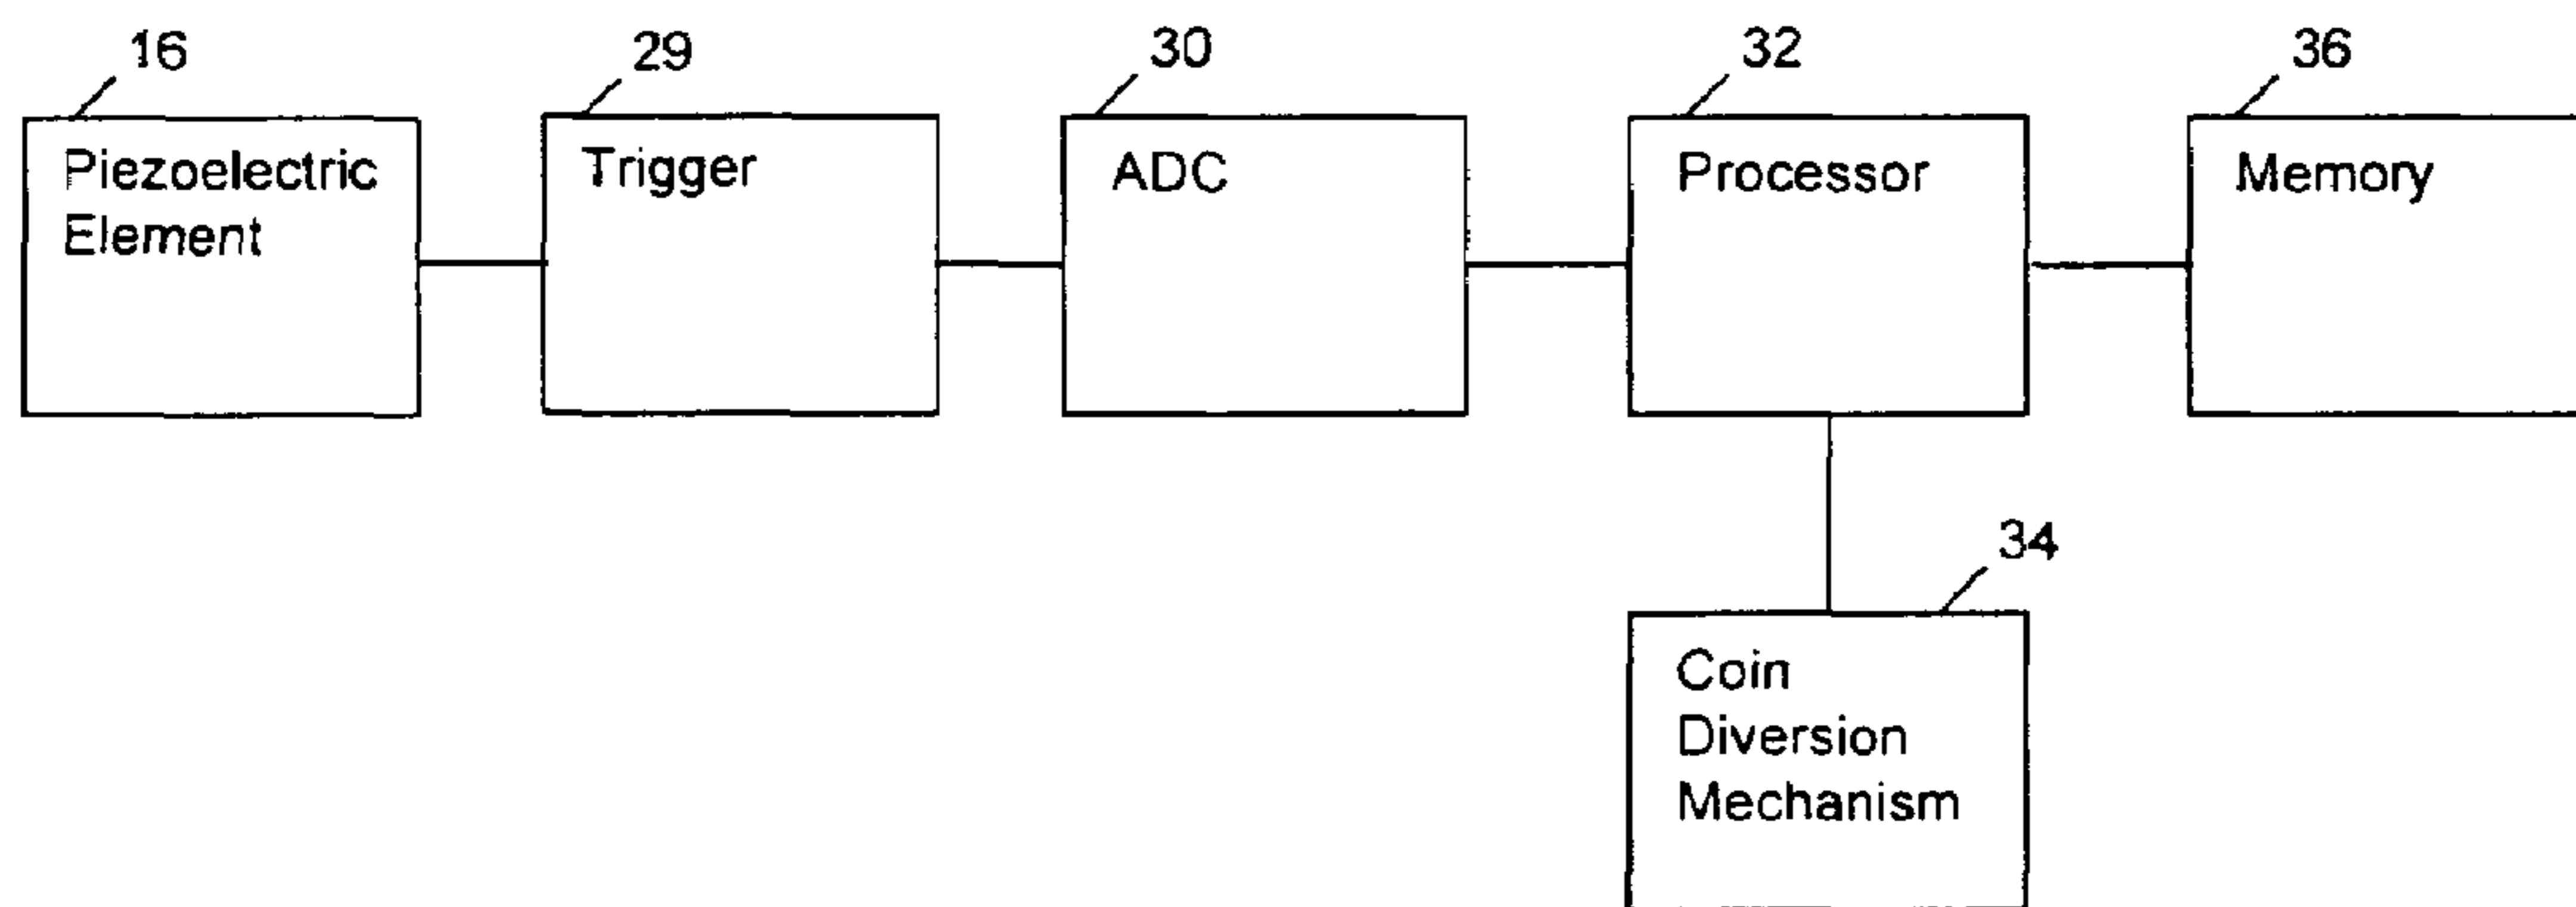 16
29
30
32
36
Piezoelectric
Element
Trigger
ADC
Processor
Memory
34
Coin
Diversion
Mechanism